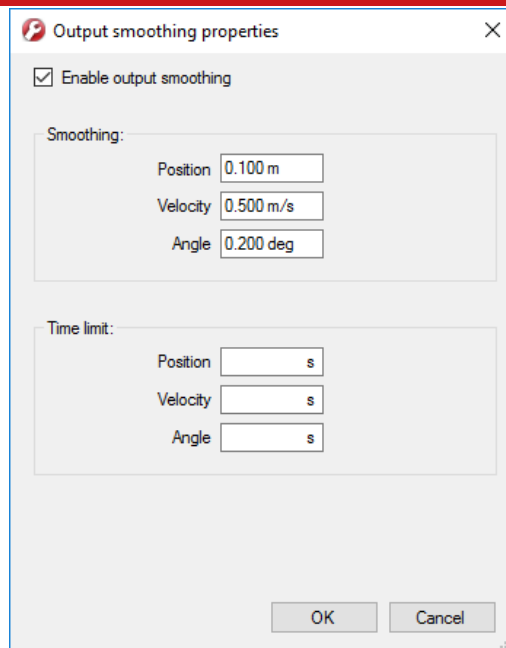 Output smoothing properties
Enable output smoothing
Smoothing:
Position 0.100 m
Velocity 0.500 m/s
Angle 0.200 deg
Time limit:
Position s
Velocity s
Angle s
OK Cancel